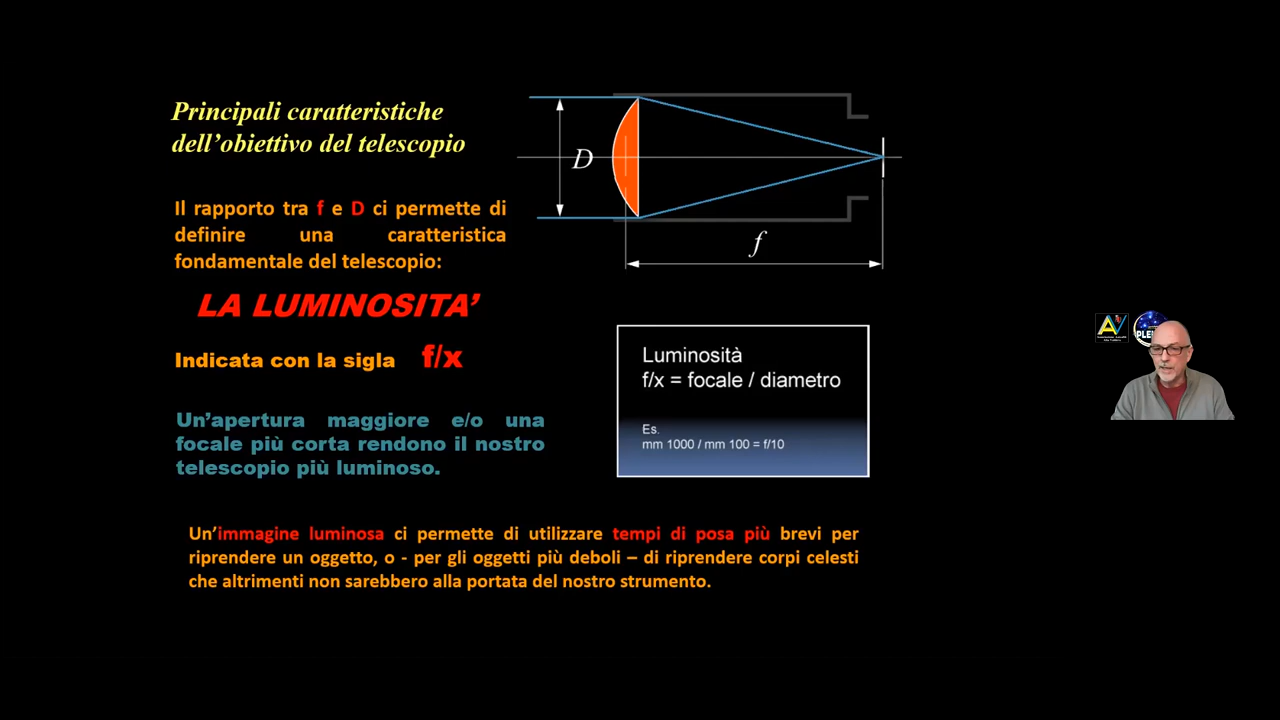 Principali caratteristiche
dell’obiettivo del telescopio
D
f
Il rapporto tra f e D ci permette di
definire una caratteristica
fondamentale del telescopio:
LA LUMINOSITA’
Indicata con la sigla f/x
Luminosità
f/x = focale / diametro
Es.
mm 1000 / mm 100 = f/10
Un’apertura maggiore e/o una
focale più corta rendono il nostro
telescopio più luminoso.
Un’immagine luminosa ci permette di utilizzare tempi di posa più brevi per
riprendere un oggetto, o - per gli oggetti più deboli – di riprendere corpi celesti
che altrimenti non sarebbero alla portata del nostro strumento.